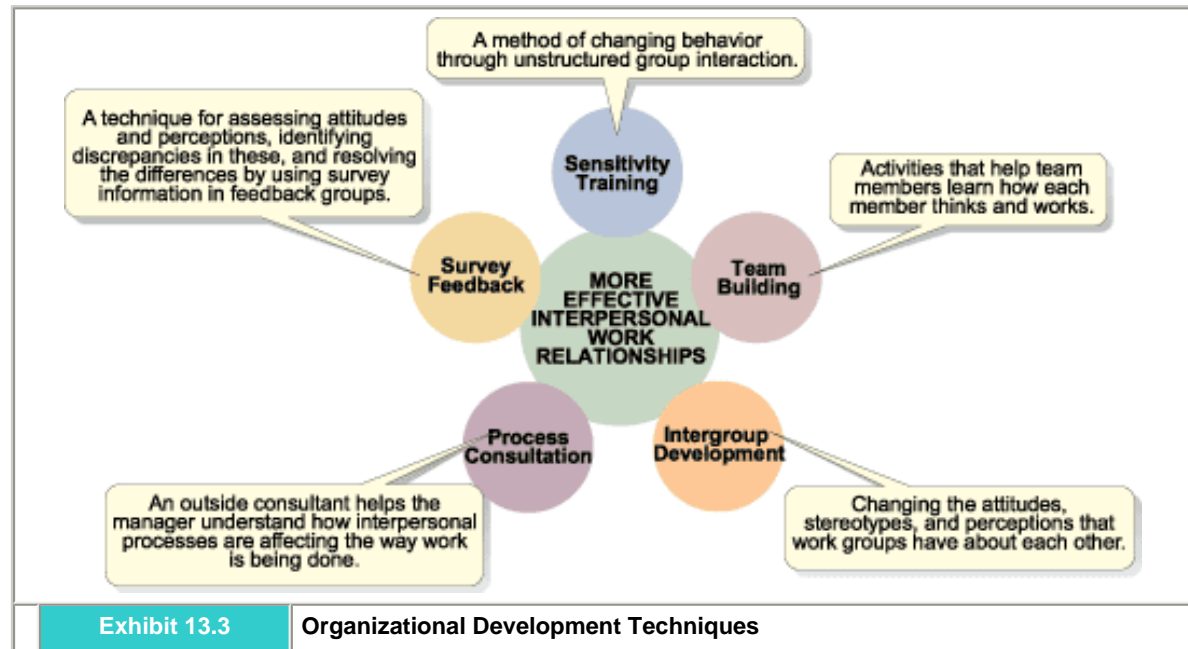 A method of changing behavior
through unstructured group interaction.
A technique for assessing attitudes
and perceptions, identifying
discrepancies in these, and resolving
the differences by using survey
information in feedback groups.
Sensitivity
Training
Activities that help team
members learn how each
member thinks and works.
Survey
Feedback
MORE
EFFECTIVE
INTERPERSONAL
WORK
RELATIONSHIPS
Team
Building
Process
Consultation
Intergroup
Development
An outside consultant helps the
manager understand how interpersonal
processes are affecting the way work
is being done.
Changing the attitudes,
stereotypes, and perceptions that
work groups have about each other.
Exhibit 13.3
Organizational Development Techniques